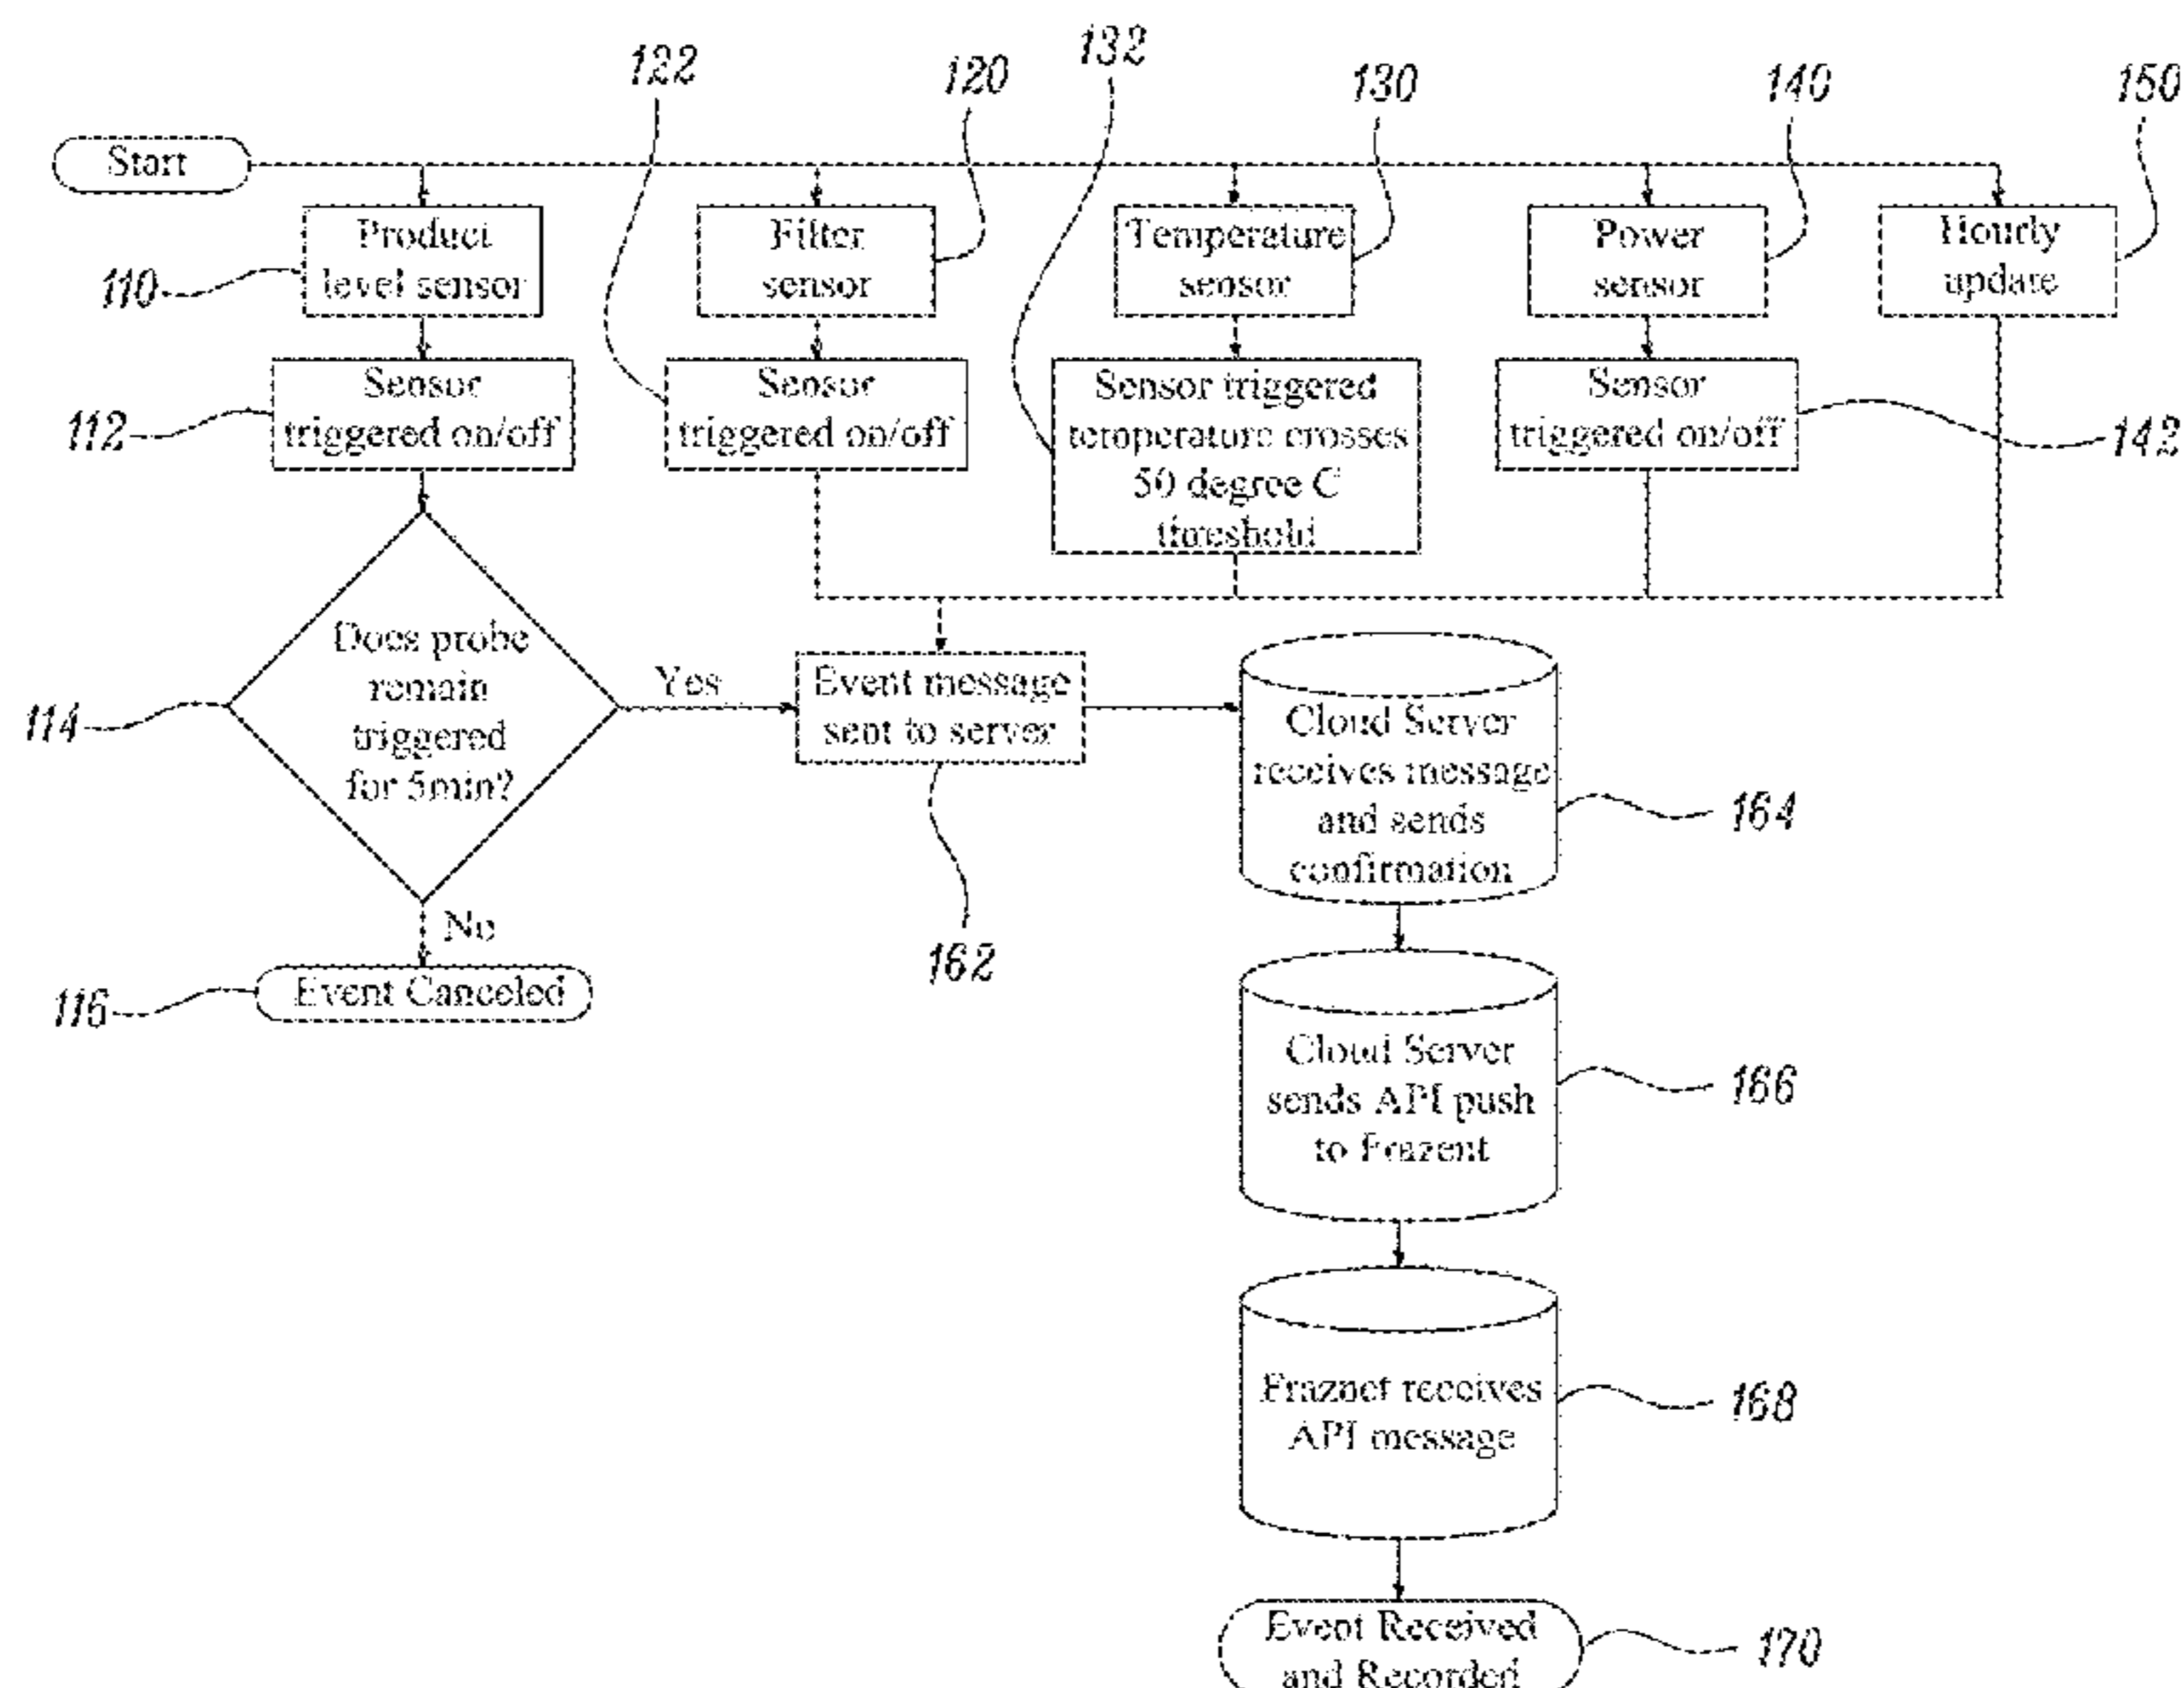 132
122
120
130
140
150
Start
Product
level sensor
Filter
sensor
Temperature
sensor
Power
sensor
Hourly
update
110
Sensor
triggered on/off
Sensor
triggered on/off
Sensor triggered
temperature crosses
50 degree C
threshold
Sensor
triggered on/off
112
142
Does probe
remain
triggered
for 5min?
114
Yes
Event message
sent to server
Cloud Server
receives message
and sends
confirmation
164
No
162
Event Canceled
116
Cloud Server
sends API push
to Frazent
166
Fraznet receives
API message
168
Event Received
and Recorded
170